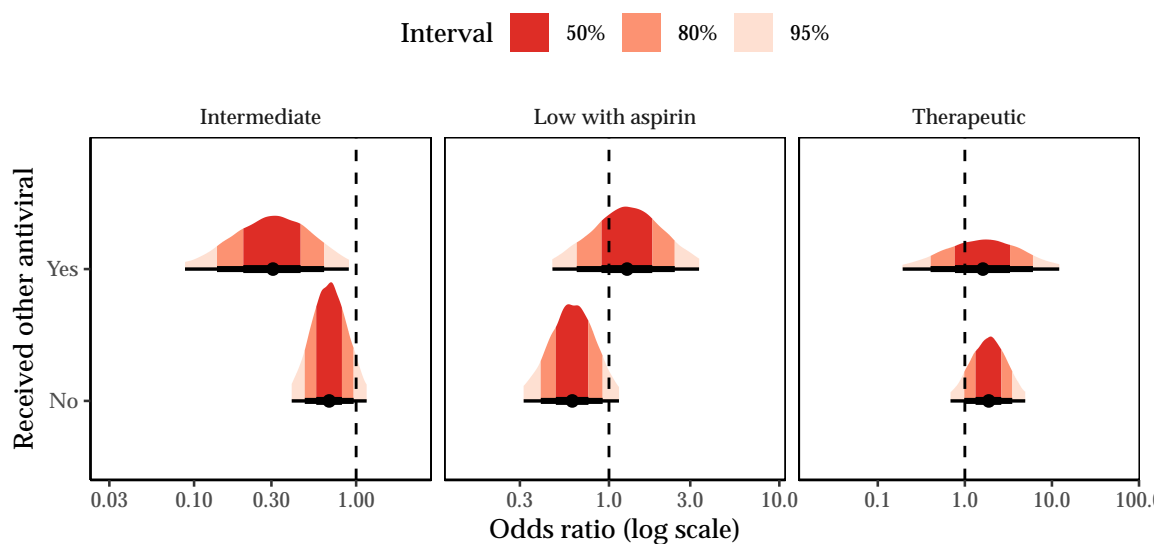 Interval 50% 80% 95%
Intermediate Low with aspirin Therapeutic
Received other antiviral
Yes
No
0.03 0.10 0.30 1.00 0.3 1.0 3.0 10.0 0.1 1.0 10.0 100.0
Odds ratio (log scale)